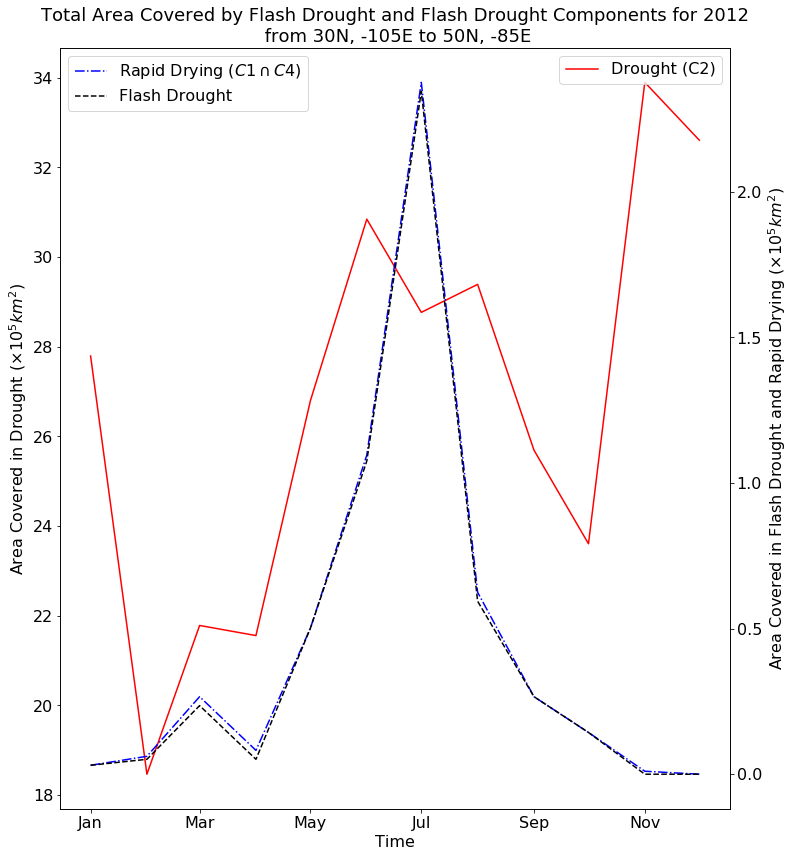 Total Area Covered by Flash Drought and Flash Drought Components for 2012
from 30N, -105E to 50N, -85E
Rapid Drying (C1 ∩ C4)
Flash Drought
Drought (C2)
Area Covered in Drought (×10⁵km²)
34
32
30
28
26
24
22
20
18
2.0
1.5
1.0
0.5
0.0
Area Covered in Flash Drought and Rapid Drying (×10⁵km²)
Jan Mar May Jul Sep Nov
Time